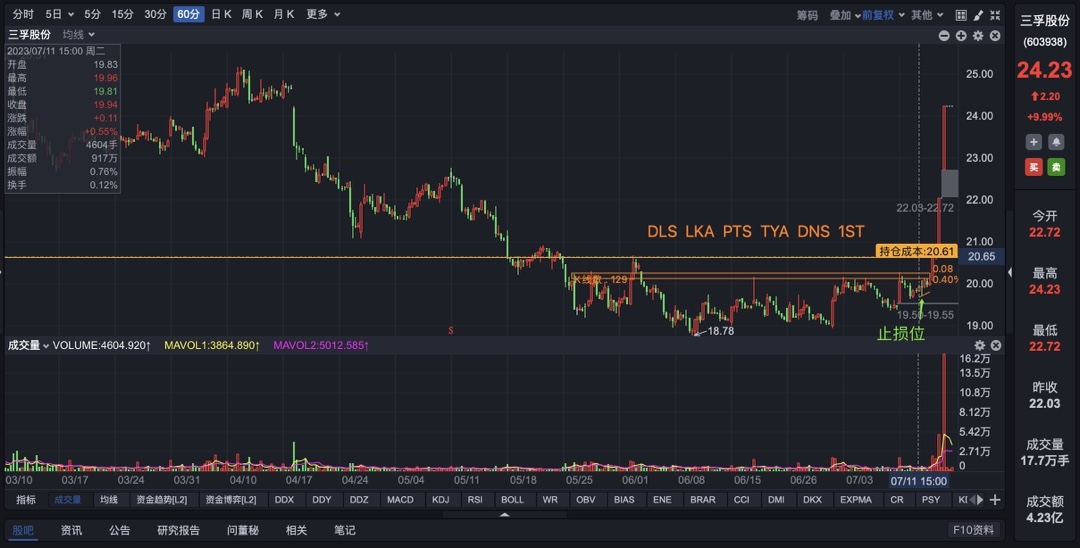 分时 5日 5分 15分 30分 60分 日K 周K 月K 更多 筹码 叠加 前复权 其他
三孚股份 均线
2023/07/11 15:00 周二
开盘 19.83
最高 19.96
最低 19.81
收盘 19.94
涨跌 +0.11
涨幅 +0.55%
成交量 4604手
成交额 917万
振幅 0.76%
换手 0.12%
25.00
24.00
23.00
22.00
21.00
20.65
20.00
19.00
22.03-22.72
DLS LKA PTS TYA DNS 1ST
持仓成本:20.61
0.08
0.40%
K线数: 129
19.50-19.55
止损位
18.78
S
成交量 VOLUME:4604.920↑ MAVOL1:3864.890↑ MAVOL2:5012.585↑
16.2万
13.5万
10.8万
8.12万
5.42万
2.71万
0
03/10 03/17 03/24 03/31 04/11 04/17 04/24 05/04 05/11 05/18 05/25 06/01 06/08 06/15 06/26 07/03 07/11 15:00
指标 成交量 均线 资金趋势[L2] 资金博弈[L2] DDX DDY DDZ MACD KDJ RSI BOLL WR OBV BIAS ENE BRAR CCI DMI DKX EXPMA CR PSY KI
股吧 资讯 公告 研究报告 问董秘 相关 笔记 F10资料
三孚股份
(603938)
24.23
2.20
+9.99%
买 卖
今开
22.72
最高
24.23
最低
22.72
昨收
22.03
成交量
17.7万手
成交额
4.23亿